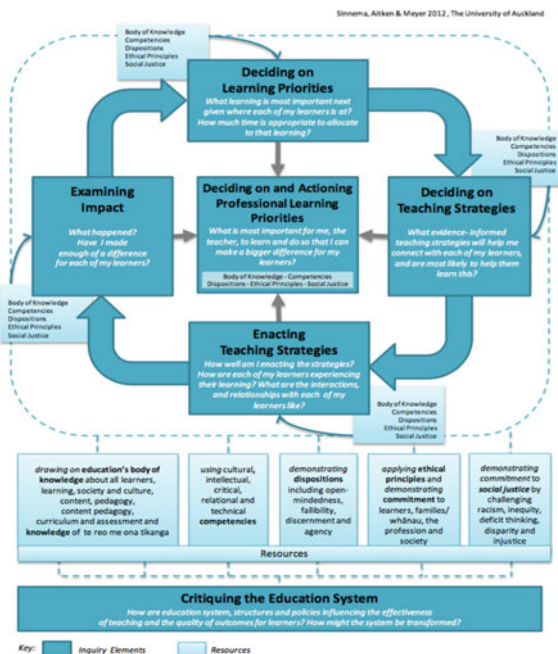 Sinnema, Aitken & Meyer 2012, The University of Auckland
Body of Knowledge
Competencies
Dispositions
Ethical Principles
Social Justice
Deciding on
Learning Priorities
What learning is most important next
given where each of my learners is at?
How much time is appropriate to allocate
to that learning?
Body of Knowledge
Competencies
Dispositions
Ethical Principles
Social Justice
Examining
Impact
What happened?
Have I made
enough of a difference
for each of my learners?
Deciding on and Actioning
Professional Learning
Priorities
What is most important for me, the
teacher, to learn and do so that I can
make a bigger difference for my
learners?
Body of Knowledge - Competencies
Dispositions - Ethical Principles - Social Justice
Deciding on
Teaching Strategies
What evidence- informed
teaching strategies will help me
connect with each of my learners,
and are most likely to help them
learn this?
Body of Knowledge
Competencies
Dispositions
Ethical Principles
Social Justice
Enacting
Teaching Strategies
How well am I enacting the strategies?
How are each of my learners experiencing
their learning? What are the interactions,
and relationships with each of my
learners like?
Body of Knowledge
Competencies
Dispositions
Ethical Principles
Social Justice
drawing on education's body of
knowledge about all learners,
learning, society and culture,
content, pedagogy,
content pedagogy,
curriculum and assessment and
knowledge of te reo me ona tikanga
using cultural,
intellectual,
critical,
relational and
technical
competencies
demonstrating
dispositions
including open-
mindedness,
fallibility,
discernment and
agency
applying ethical
principles and
demonstrating
commitment to
learners, families/
whānau, the
profession and
society
demonstrating
commitment to
social justice by
challenging
racism, inequity,
deficit thinking,
disparity and
injustice
Resources
Critiquing the Education System
How are education system, structures and policies influencing the effectiveness
of teaching and the quality of outcomes for learners? How might the system be transformed?
Key:
Inquiry Elements
Resources